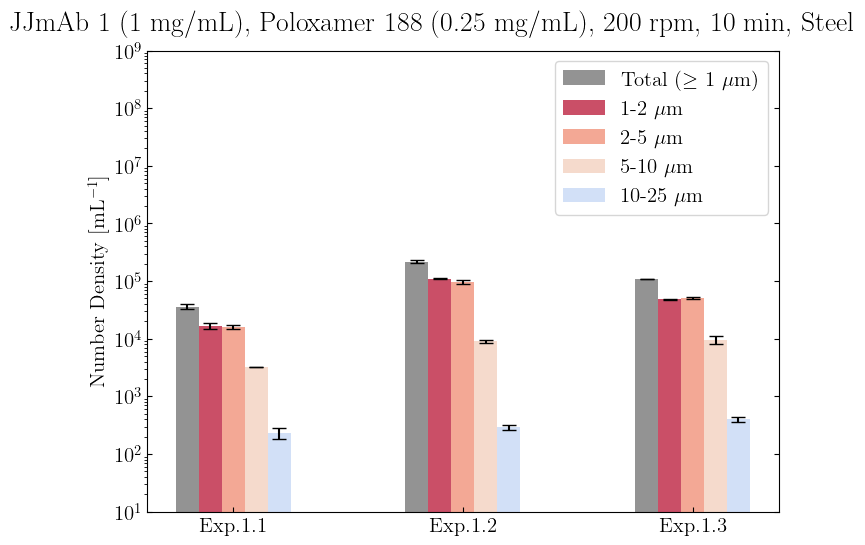 JJmAb 1 (1 mg/mL), Poloxamer 188 (0.25 mg/mL), 200 rpm, 10 min, Steel
Number Density [mL⁻¹]
10⁹
10⁸
10⁷
10⁶
10⁵
10⁴
10³
10²
10¹
Total (≥ 1 μm)
1-2 μm
2-5 μm
5-10 μm
10-25 μm
Exp.1.1 Exp.1.2 Exp.1.3